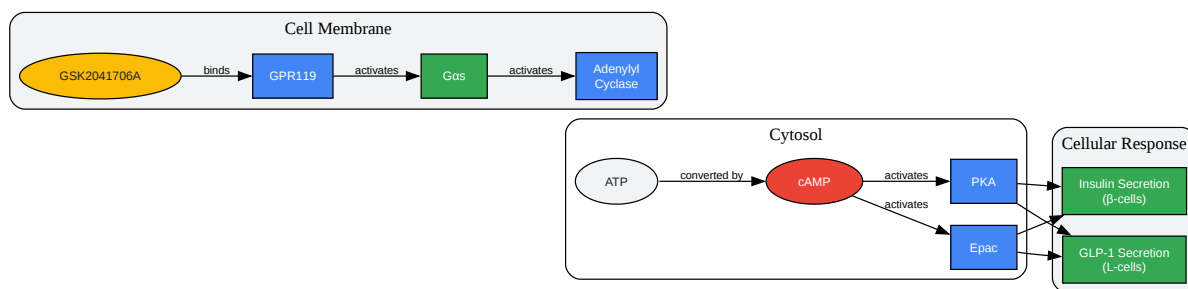 Cell Membrane
GSK2041706A
binds
GPR119
activates
Gαs
activates
Adenylyl
Cyclase
Cytosol
ATP
converted by
cAMP
activates
PKA
activates
Epac
Cellular Response
Insulin Secretion
(β-cells)
GLP-1 Secretion
(L-cells)